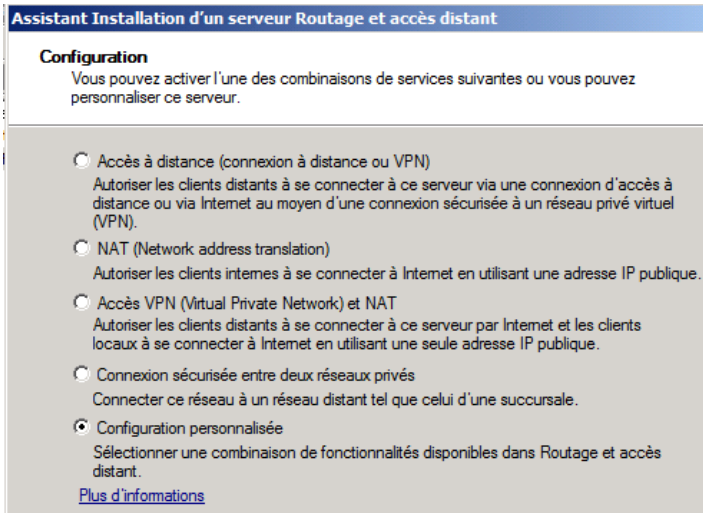 Assistant Installation d'un serveur Routage et accès distant
Configuration
Vous pouvez activer l'une des combinaisons de services suivantes ou vous pouvez
personnaliser ce serveur.
Accès à distance (connexion à distance ou VPN)
Autoriser les clients distants à se connecter à ce serveur via une connexion d'accès à
distance ou via Internet au moyen d'une connexion sécurisée à un réseau privé virtuel
(VPN).
NAT (Network address translation)
Autoriser les clients internes à se connecter à Internet en utilisant une adresse IP publique.
Accès VPN (Virtual Private Network) et NAT
Autoriser les clients distants à se connecter à ce serveur par Internet et les clients
locaux à se connecter à Internet en utilisant une seule adresse IP publique.
Connexion sécurisée entre deux réseaux privés
Connecter ce réseau à un réseau distant tel que celui d'une succursale.
Configuration personnalisée
Sélectionner une combinaison de fonctionnalités disponibles dans Routage et accès
distant.
Plus d'informations